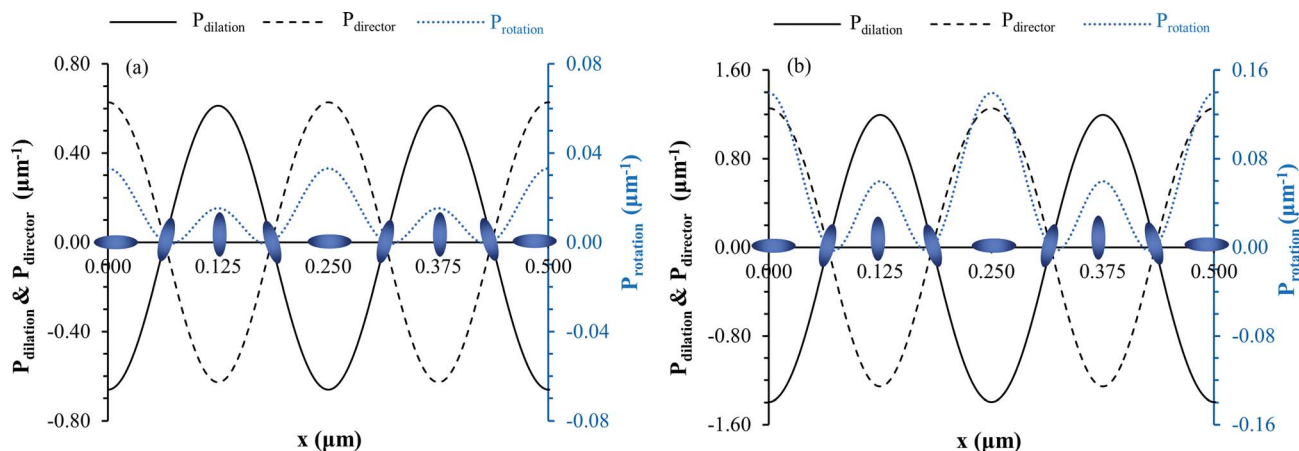 P_dilation P_director P_rotation
(a)
0.80
0.40
0.00
-0.40
-0.80
P_dilation & P_director (µm⁻¹)
0.600 0.125 0.250 0.375 0.500
x (µm)
0.08
0.04
0.00
-0.04
-0.08
P_rotation (µm⁻¹)
P_dilation P_director P_rotation
(b)
1.60
0.80
0.00
-0.80
-1.60
P_dilation & P_director (µm⁻¹)
0.600 0.125 0.250 0.375 0.500
x (µm)
0.16
0.08
0.00
-0.08
-0.16
P_rotation (µm⁻¹)